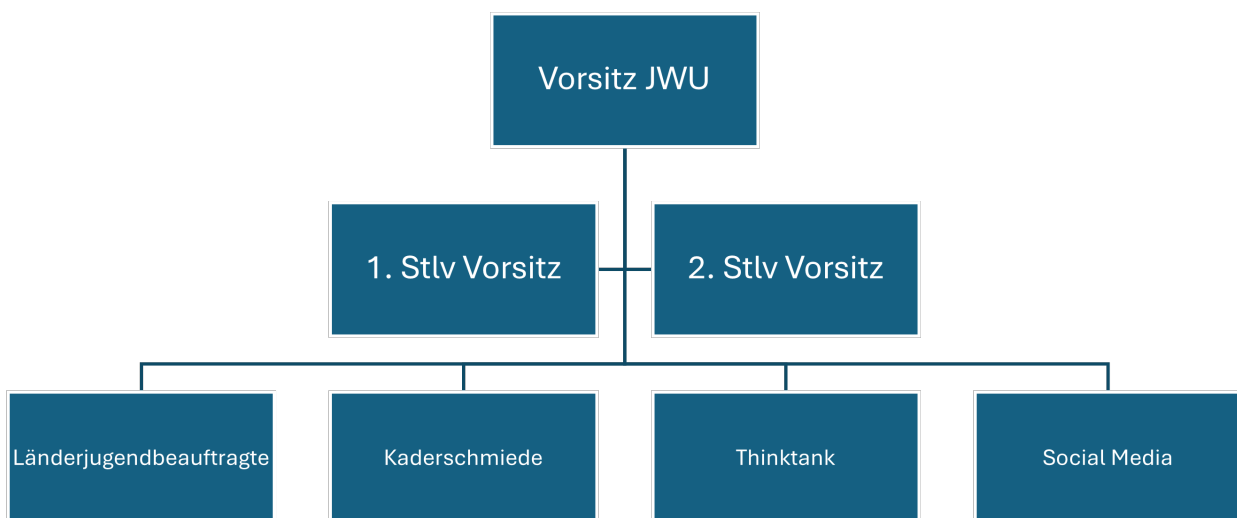 Vorsitz JWU
1. Stlv Vorsitz
2. Stlv Vorsitz
Länderjugendbeauftragte
Kaderschmiede
Thinktank
Social Media